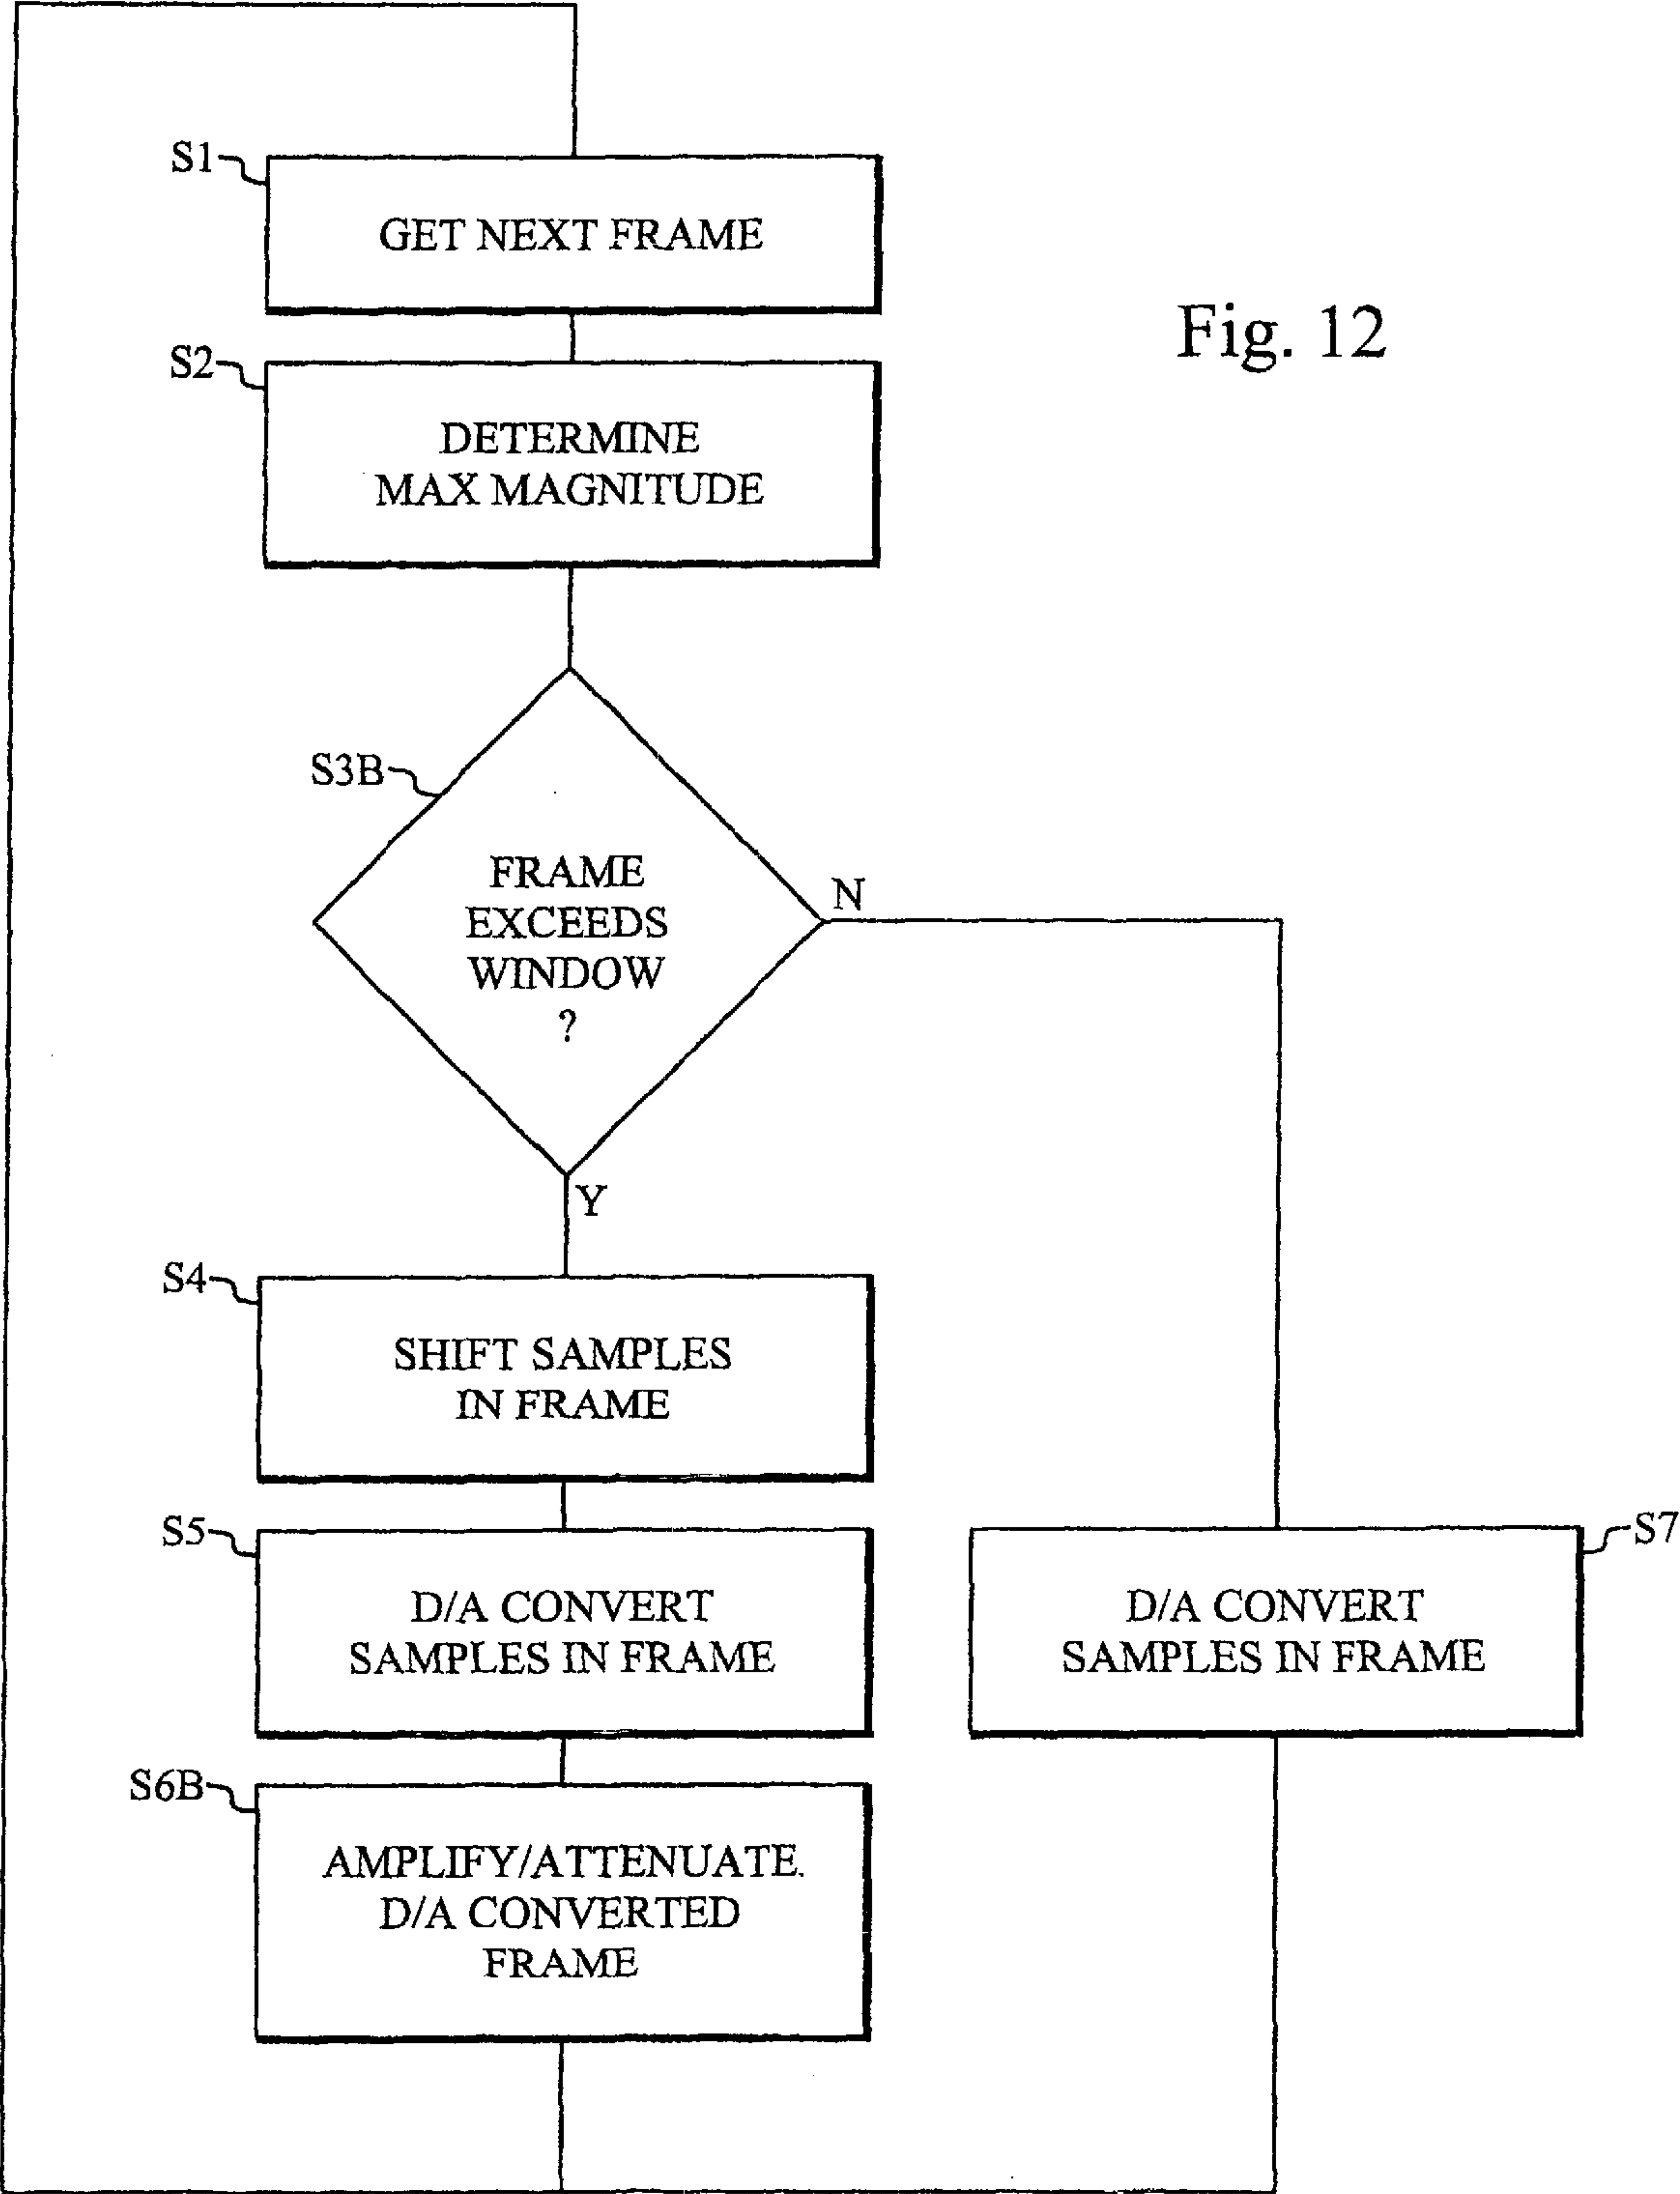 S1
GET NEXT FRAME
Fig. 12
S2
DETERMINE
MAX MAGNITUDE
S3B
FRAME
EXCEEDS
WINDOW
?
N
Y
S4
SHIFT SAMPLES
IN FRAME
S5
D/A CONVERT
SAMPLES IN FRAME
S7
D/A CONVERT
SAMPLES IN FRAME
S6B
AMPLIFY/ATTENUATE
D/A CONVERTED
FRAME